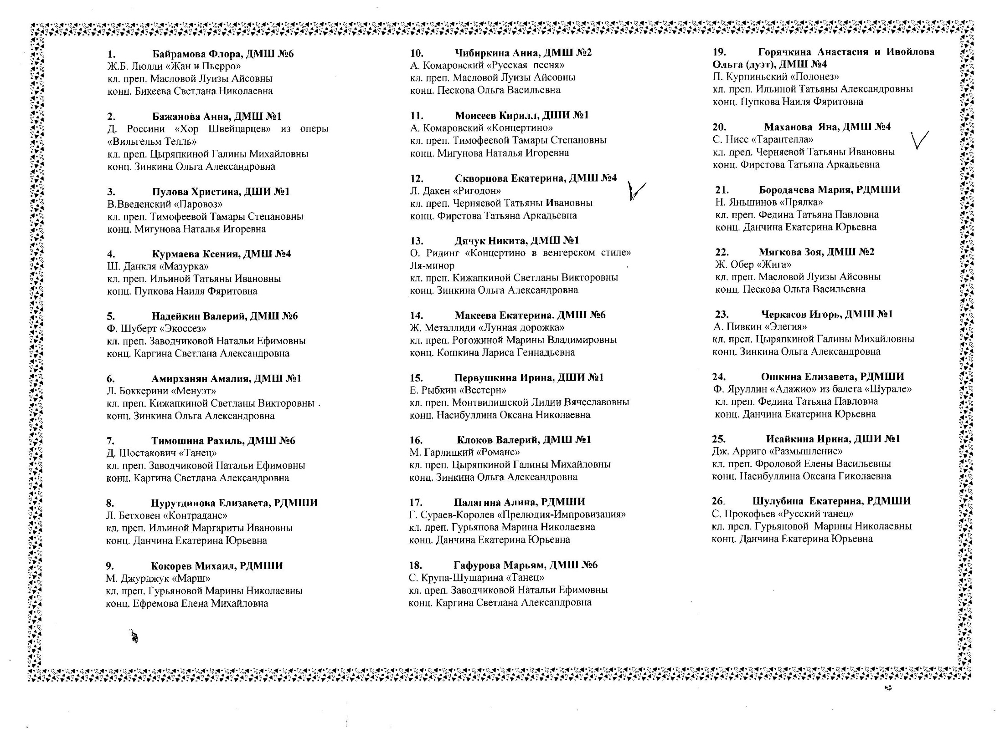 1. Байрамова Флора, ДМШ №6
Ж.Б. Люлли «Жан и Пьерро»
кл. преп. Масловой Луизы Айсовны
конц. Бикеева Светлана Николаевна
2. Бажанова Анна, ДМШ №1
Д. Россини «Хор Швейцарцев» из оперы
«Вильгельм Телль»
кл. преп. Цыряпкиной Галины Михайловны
конц. Зинкина Ольга Александровна
3. Пулова Христина, ДШИ №1
В.Введенский «Паровоз»
кл. преп. Тимофеевой Тамары Степановны
конц. Мигунова Наталья Игоревна
4. Курмаева Ксения, ДМШ №4
Ш. Данкля «Мазурка»
кл. преп. Ильиной Татьяны Ивановны
конц. Пупкова Наиля Фяритовна
5. Надейкин Валерий, ДМШ №6
Ф. Шуберт «Экоссез»
кл. преп. Заводчиковой Натальи Ефимовны
конц. Каргина Светлана Александровна
6. Амирханян Амалия, ДМШ №1
Л. Боккерини «Менуэт»
кл. преп. Кижапкиной Светланы Викторовны
конц. Зинкина Ольга Александровна
7. Тимошина Рахиль, ДМШ №6
Д. Шостакович «Танец»
кл. преп. Заводчиковой Натальи Ефимовны
конц. Каргина Светлана Александровна
8. Нурутдинова Елизавета, РДМШИ
Л. Бетховен «Контраданс»
кл. преп. Ильиной Маргариты Ивановны
конц. Данчина Екатерина Юрьевна
9. Кокорев Михаил, РДМШИ
М. Джурджук «Марш»
кл. преп. Гурьяновой Марины Николаевны
конц. Ефремова Елена Михайловна
10. Чибиркина Анна, ДМШ №2
А. Комаровский «Русская песня»
кл. преп. Масловой Луизы Айсовны
конц. Пескова Ольга Васильевна
11. Моисеев Кирилл, ДШИ №1
А. Комаровский «Концертино»
кл. преп. Тимофеевой Тамары Степановны
конц. Мигунова Наталья Игоревна
12. Скворцова Екатерина, ДМШ №4
Л. Дакен «Ригодон»
кл. преп. Черняевой Татьяны Ивановны
конц. Фирстова Татьяна Аркадьевна
13. Дячук Никита, ДМШ №1
О. Ридинг «Концертино в венгерском стиле»
Ля-минор
кл. преп. Кижапкиной Светланы Викторовны
конц. Зинкина Ольга Александровна
14. Макеева Екатерина. ДМШ №6
Ж. Металлиди «Лунная дорожка»
кл. преп. Рогожиной Марины Владимировны
конц. Кошкина Лариса Геннадьевна
15. Первушкина Ирина, ДШИ №1
Е. Рыбкин «Вестерн»
кл. преп. Монтвилишской Лилии Вячеславовны
конц. Насибуллина Оксана Николаевна
16. Клоков Валерий, ДМШ №1
М. Гарлицкий «Романс»
кл. преп. Цыряпкиной Галины Михайловны
конц. Зинкина Ольга Александровна
17. Палагина Алина, РДМШИ
Г. Сураев-Королев «Прелюдия-Импровизация»
кл. преп. Гурьянова Марина Николаевна
конц. Данчина Екатерина Юрьевна
18. Гафурова Марьям, ДМШ №6
С. Крупа-Шушарина «Танец»
кл. преп. Заводчиковой Натальи Ефимовны
конц. Каргина Светлана Александровна
19. Горячкина Анастасия и Ивойлова
Ольга (дуэт), ДМШ №4
П. Курпиньский «Полонез»
кл. преп. Ильиной Татьяны Александровны
конц. Пупкова Наиля Фяритовна
20. Маханова Яна, ДМШ №4
С. Нисс «Тарантелла»
кл. преп. Черняевой Татьяны Ивановны
конц. Фирстова Татьяна Аркадьевна
21. Бородачева Мария, РДМШИ
Н. Яньшинов «Прялка»
кл. преп. Федина Татьяна Павловна
конц. Данчина Екатерина Юрьевна
22. Мягкова Зоя, ДМШ №2
Ж. Обер «Жига»
кл. преп. Масловой Луизы Айсовны
конц. Пескова Ольга Васильевна
23. Черкасов Игорь, ДМШ №1
А. Пивкин «Элегия»
кл. преп. Цыряпкиной Галины Михайловны
конц. Зинкина Ольга Александровна
24. Ошкина Елизавета, РДМШИ
Ф. Яруллин «Адажио» из балета «Шурале»
кл. преп. Федина Татьяна Павловна
конц. Данчина Екатерина Юрьевна
25. Исайкина Ирина, ДШИ №1
Дж. Арриго «Размышление»
кл. преп. Фроловой Елены Васильевны
конц. Насибуллина Оксана Гиколаевна
26. Шулубина Екатерина, РДМШИ
С. Прокофьев «Русский танец»
кл. преп. Гурьяновой Марины Николаевны
конц. Данчина Екатерина Юрьевна